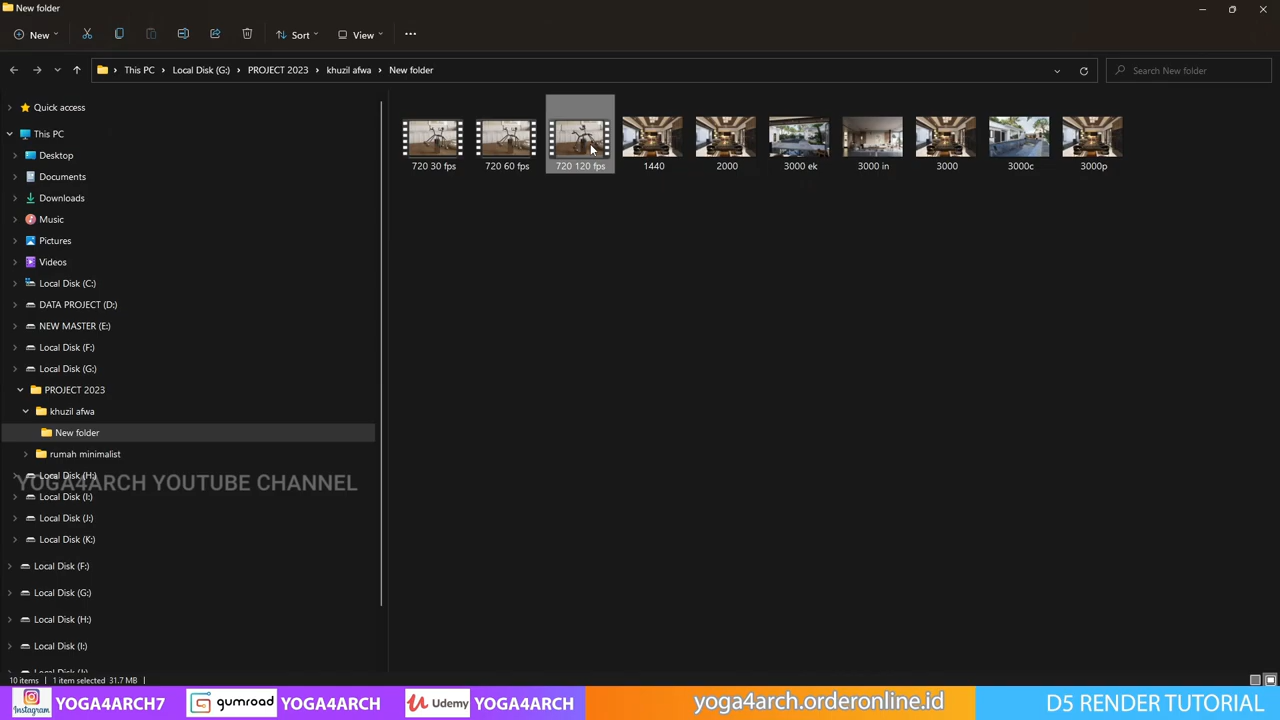 New folder
New
Sort
View
This PC
Local Disk (G:)
PROJECT 2023
khuzil afwa
New folder
Search New folder
Quick access
This PC
Desktop
Documents
Downloads
Music
Pictures
Videos
Local Disk (C:)
DATA PROJECT (D:)
NEW MASTER (E:)
Local Disk (F:)
Local Disk (G:)
PROJECT 2023
khuzil afwa
New folder
rumah minimalist
Local Disk (H:)
YOGA4ARCH YOUTUBE CHANNEL
Local Disk (I:)
Local Disk (J:)
Local Disk (K:)
Local Disk (F:)
Local Disk (G:)
Local Disk (H:)
Local Disk (I:)
720 30 fps
720 60 fps
720 120 fps
1440
2000
3000 ek
3000 in
3000
3000c
3000p
10 items
1 item selected 31.7 MB
Instagram
YOGA4ARCH7
gumroad
YOGA4ARCH
Udemy
YOGA4ARCH
yoga4arch.orderonline.id
D5 RENDER TUTORIAL